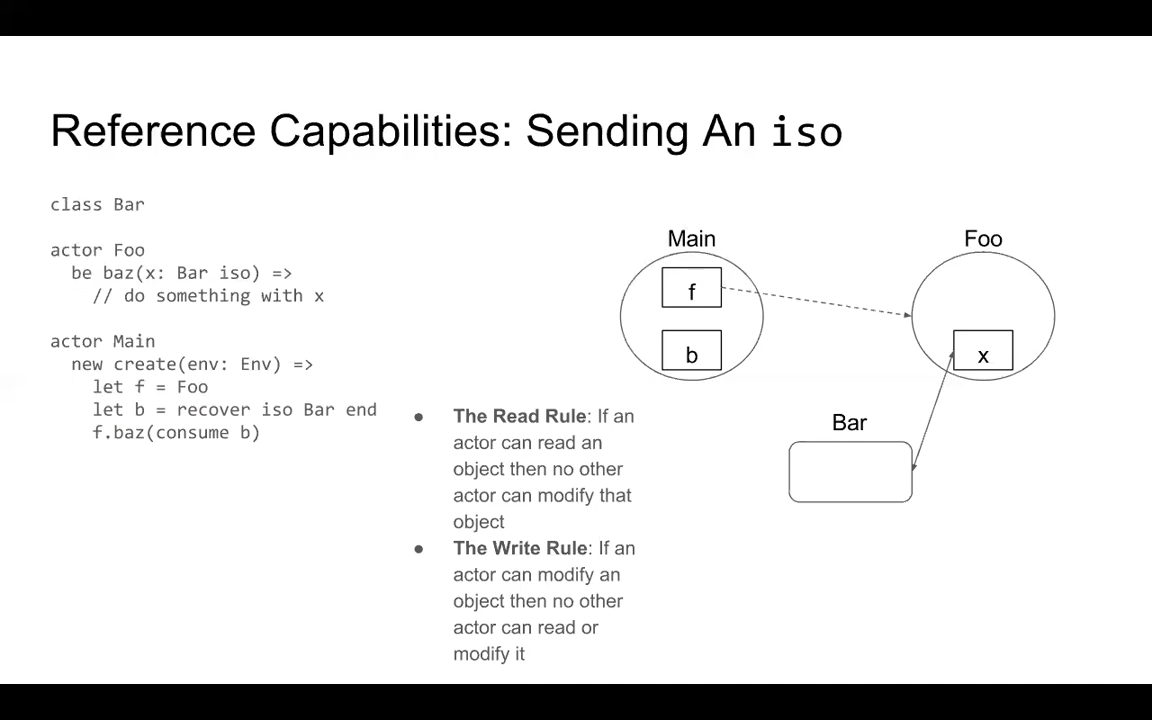 Reference Capabilities: Sending An iso
class Bar
actor Foo
be baz(x: Bar iso) =>
// do something with x
actor Main
new create(env: Env) =>
let f = Foo
let b = recover iso Bar end
f.baz(consume b)
● The Read Rule: If an
actor can read an
object then no other
actor can modify that
object
● The Write Rule: If an
actor can modify an
object then no other
actor can read or
modify it
Main
f
b
Foo
x
Bar